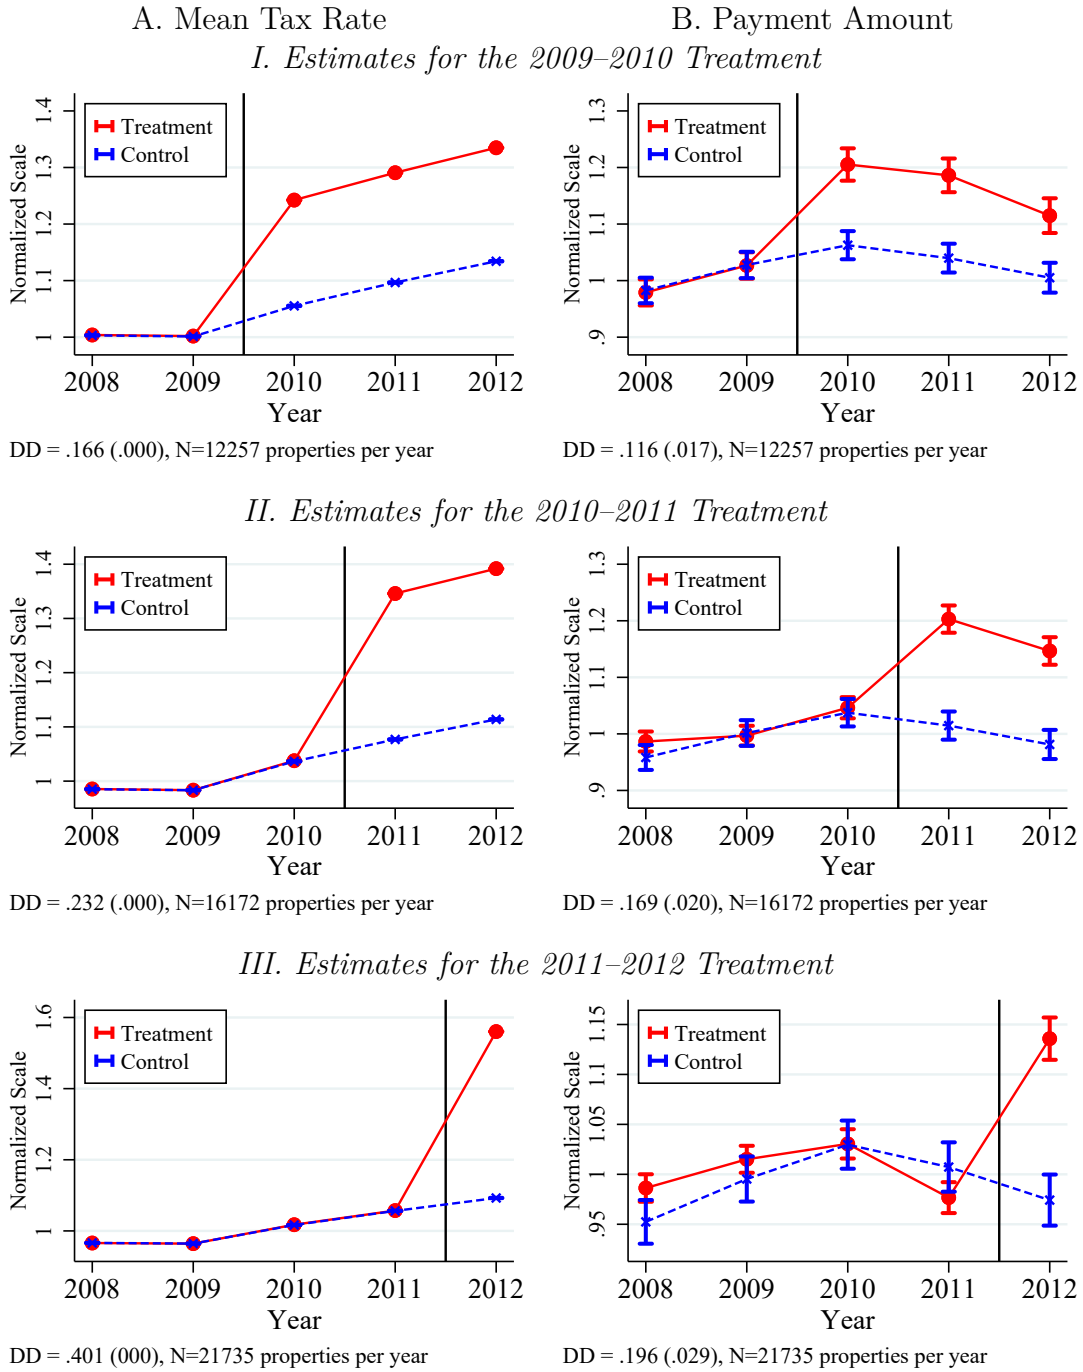 A. Mean Tax Rate
B. Payment Amount
I. Estimates for the 2009–2010 Treatment
Normalized Scale
1.4
1.3
1.2
1.1
1
Treatment
Control
2008 2009 2010 2011 2012
Year
DD = .166 (.000), N=12257 properties per year
Normalized Scale
1.3
1.2
1.1
1
.9
Treatment
Control
2008 2009 2010 2011 2012
Year
DD = .116 (.017), N=12257 properties per year
II. Estimates for the 2010–2011 Treatment
Normalized Scale
1.4
1.3
1.2
1.1
1
Treatment
Control
2008 2009 2010 2011 2012
Year
DD = .232 (.000), N=16172 properties per year
Normalized Scale
1.3
1.2
1.1
1
.9
Treatment
Control
2008 2009 2010 2011 2012
Year
DD = .169 (.020), N=16172 properties per year
III. Estimates for the 2011–2012 Treatment
Normalized Scale
1.6
1.4
1.2
1
Treatment
Control
2008 2009 2010 2011 2012
Year
DD = .401 (000), N=21735 properties per year
Normalized Scale
1.15
1.1
1.05
1
.95
Treatment
Control
2008 2009 2010 2011 2012
Year
DD = .196 (.029), N=21735 properties per year